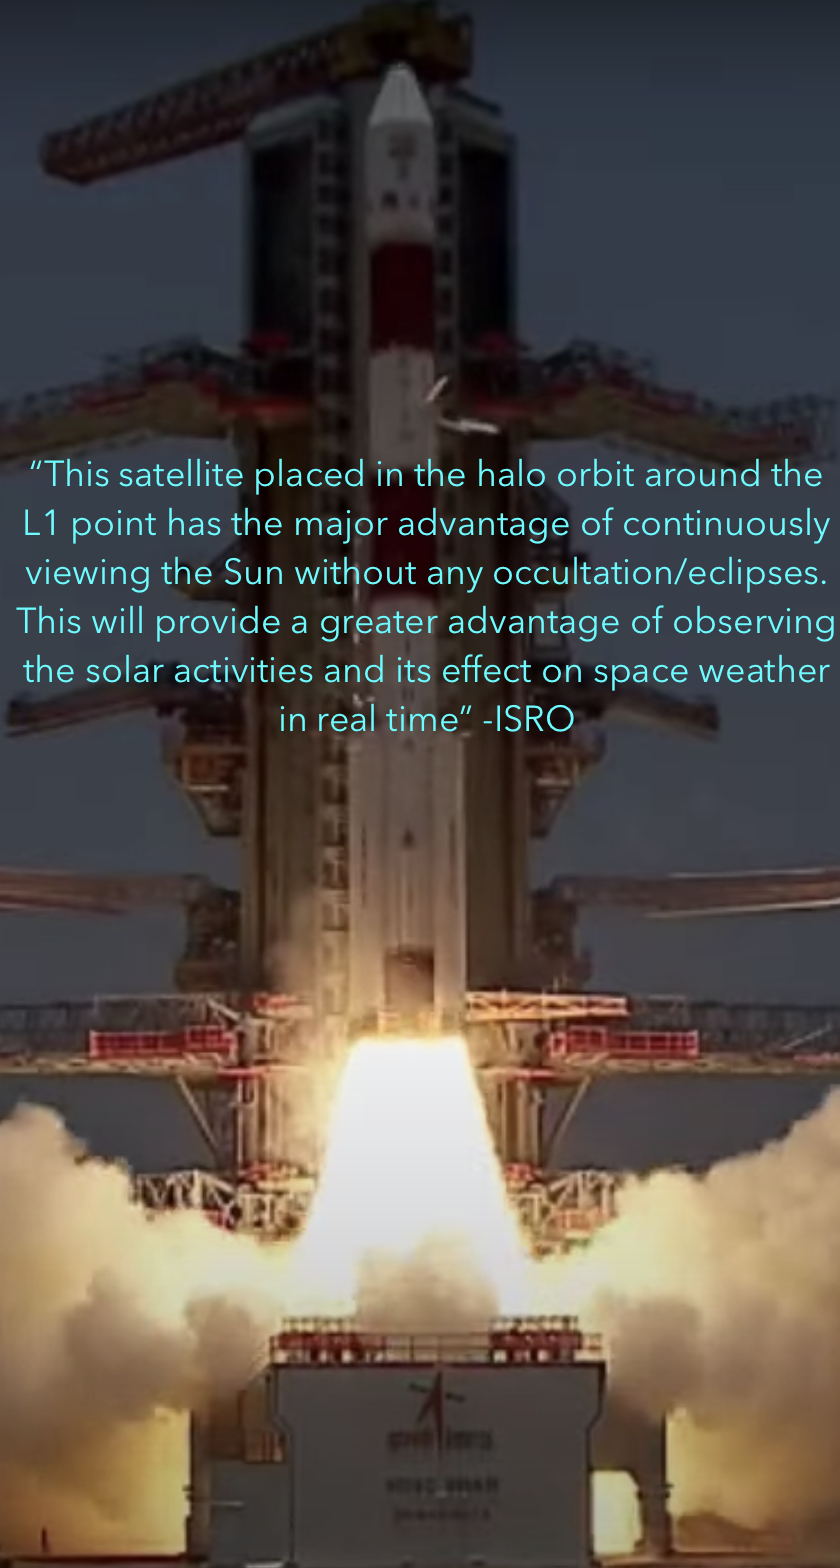 “This satellite placed in the halo orbit around the
L1 point has the major advantage of continuously
viewing the Sun without any occultation/eclipses.
This will provide a greater advantage of observing
the solar activities and its effect on space weather
in real time” -ISRO